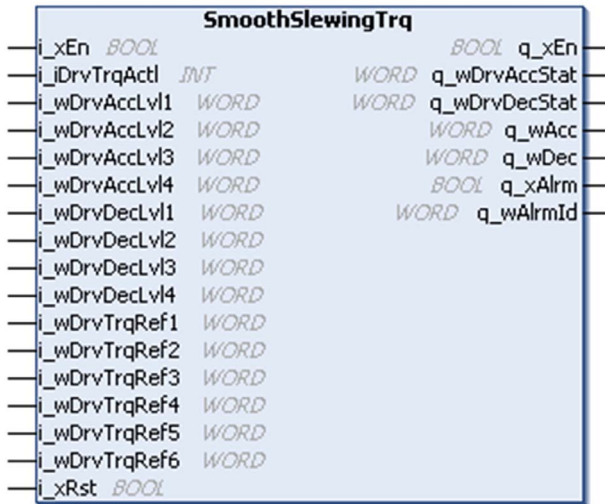 SmoothSlewingTrq
i_xEn BOOL BOOL q_xEn
i_iDrvTrqActl INT WORD q_wDrvAccStat
i_wDrvAccLvl1 WORD WORD q_wDrvDecStat
i_wDrvAccLvl2 WORD WORD q_wAcc
i_wDrvAccLvl3 WORD WORD q_wDec
i_wDrvAccLvl4 WORD BOOL q_xAlrm
i_wDrvDecLvl1 WORD WORD q_wAlrmId
i_wDrvDecLvl2 WORD
i_wDrvDecLvl3 WORD
i_wDrvDecLvl4 WORD
i_wDrvTrqRef1 WORD
i_wDrvTrqRef2 WORD
i_wDrvTrqRef3 WORD
i_wDrvTrqRef4 WORD
i_wDrvTrqRef5 WORD
i_wDrvTrqRef6 WORD
i_xRst BOOL